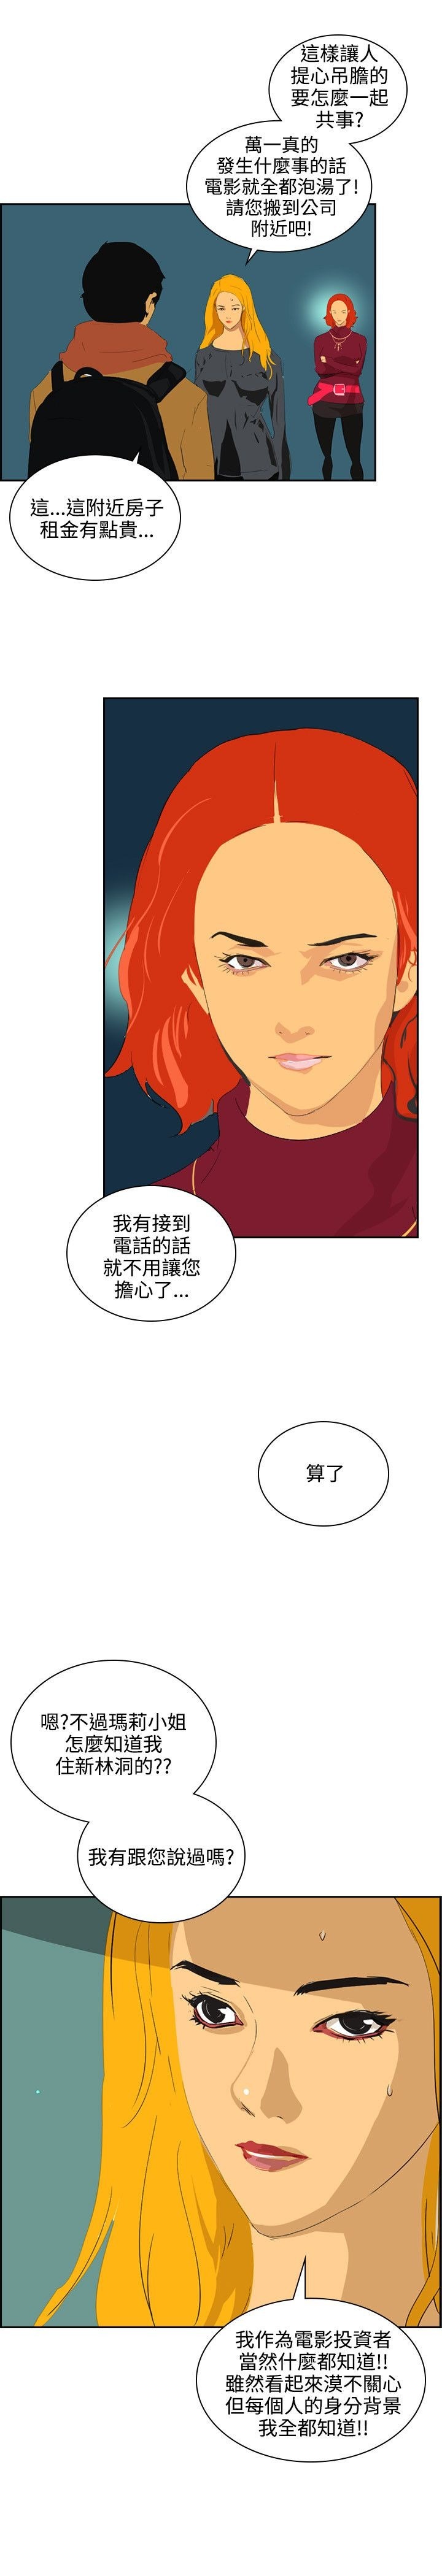 這樣讓人
提心吊膽的
要怎麼一起
共事?
萬一真的
發生什麼事的話
電影就全都泡湯了!
請您搬到公司
附近吧!
這...這附近房子
租金有點貴...
我有接到
電話的話
就不用讓您
擔心了...
算了
嗯?不過瑪莉小姐
怎麼知道我
住新林洞的??
我有跟您說過嗎?
我作為電影投資者
當然什麼都知道!!
雖然看起來漠不關心
但每個人的身分背景
我全都知道!!